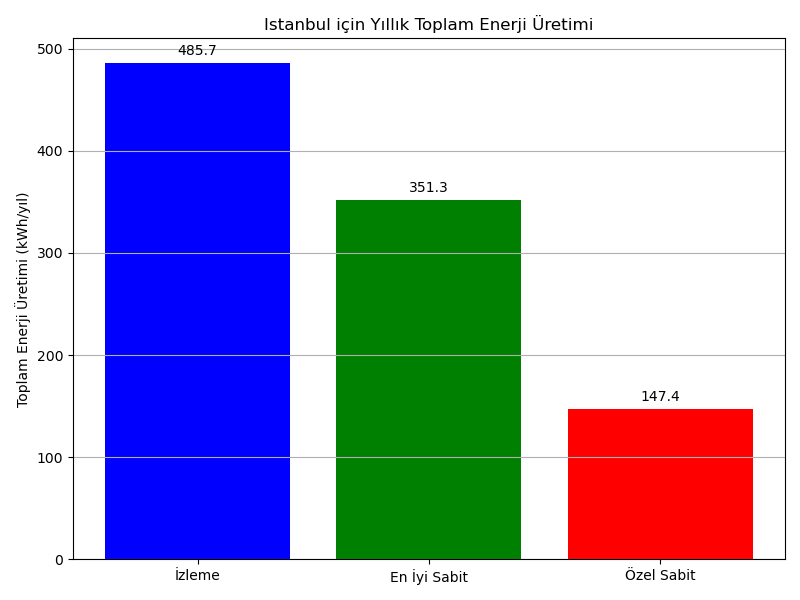 Istanbul için Yıllık Toplam Enerji Üretimi
Toplam Enerji Üretimi (kWh/yıl)
500
400
300
200
100
0
485.7
351.3
147.4
İzleme
En İyi Sabit
Özel Sabit